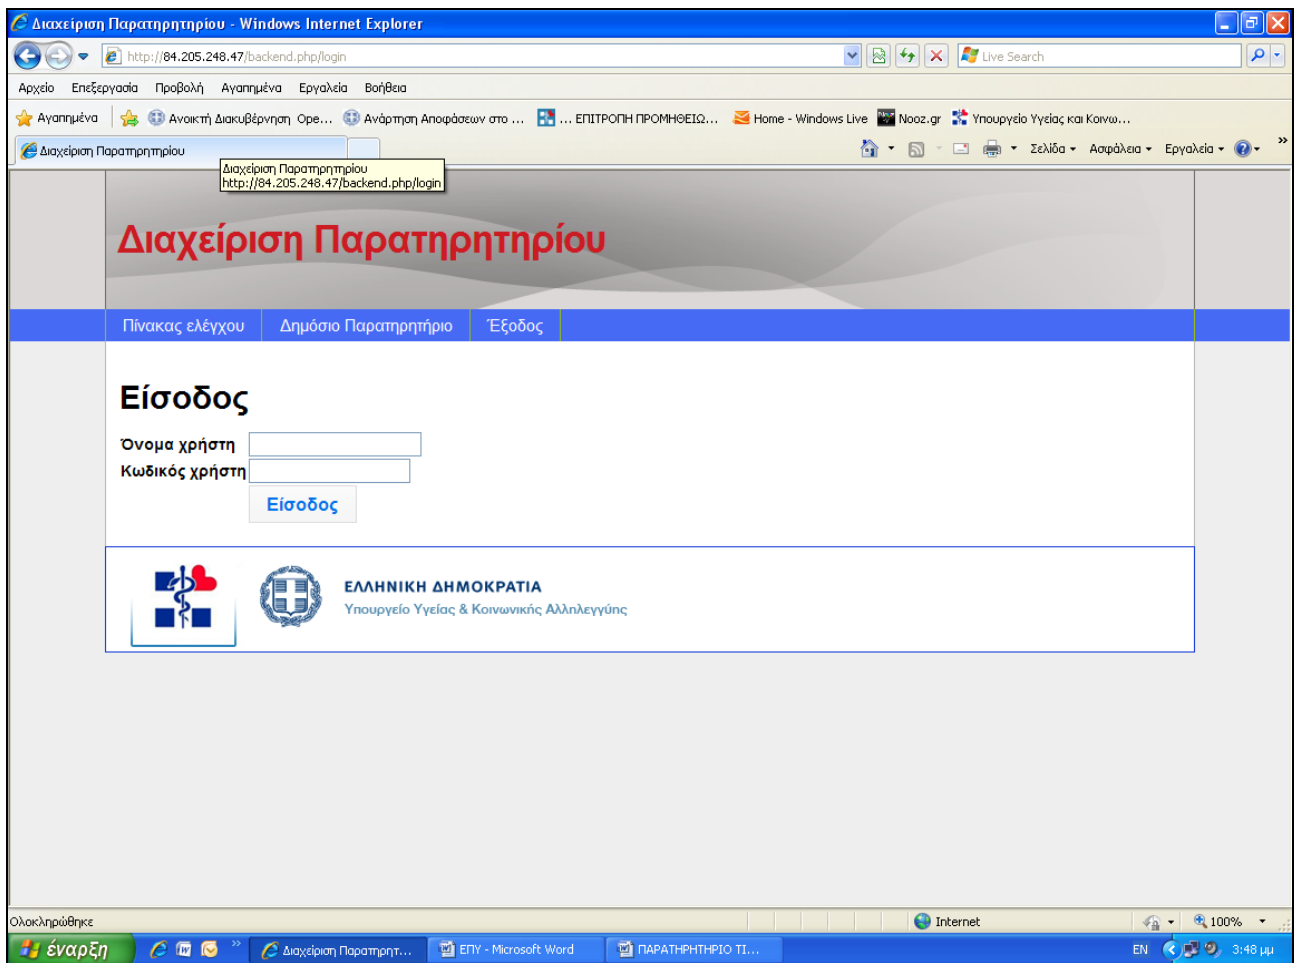 Διαχείριση Παρατηρητηρίου - Windows Internet Explorer
http://84.205.248.47/backend.php/login
Live Search
Αρχείο Επεξεργασία Προβολή Αγαπημένα Εργαλεία Βοήθεια
Αγαπημένα Ανοικτή Διακυβέρνηση Ope... Ανάρτηση Αποφάσεων στο ... ... ΕΠΙΤΡΟΠΗ ΠΡΟΜΗΘΕΙΩ... Home - Windows Live Nooz.gr Υπουργείο Υγείας και Κοινω...
Διαχείριση Παρατηρητηρίου Σελίδα Ασφάλεια Εργαλεία »
Διαχείριση Παρατηρητηρίου
http://84.205.248.47/backend.php/login
Διαχείριση Παρατηρητηρίου
Πίνακας ελέγχου Δημόσιο Παρατηρητήριο Έξοδος
Είσοδος
Όνομα χρήστη
Κωδικός χρήστη
Είσοδος
ΕΛΛΗΝΙΚΗ ΔΗΜΟΚΡΑΤΙΑ
Υπουργείο Υγείας & Κοινωνικής Αλληλεγγύης
Ολοκληρώθηκε Internet 100%
έναρξη » Διαχείριση Παρατηρητ... ΕΠΥ - Microsoft Word ΠΑΡΑΤΗΡΗΤΗΡΙΟ ΤΙ... EN 3:48 μμ